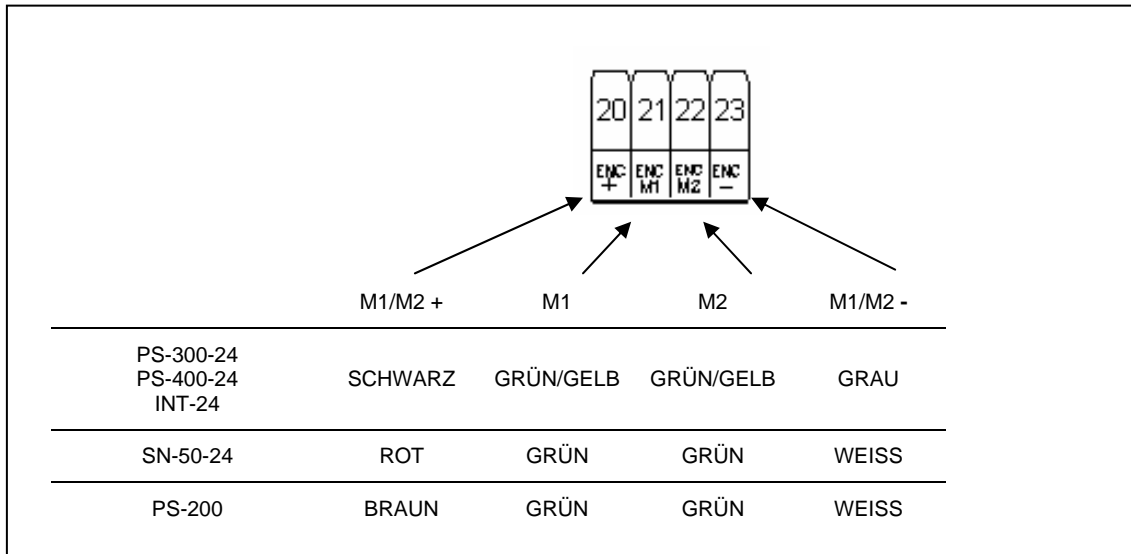 20 21 22 23
ENC + ENC M1 ENC M2 ENC -
M1/M2 + M1 M2 M1/M2 -
PS-300-24
PS-400-24 SCHWARZ GRÜN/GELB GRÜN/GELB GRAU
INT-24
SN-50-24 ROT GRÜN GRÜN WEISS
PS-200 BRAUN GRÜN GRÜN WEISS